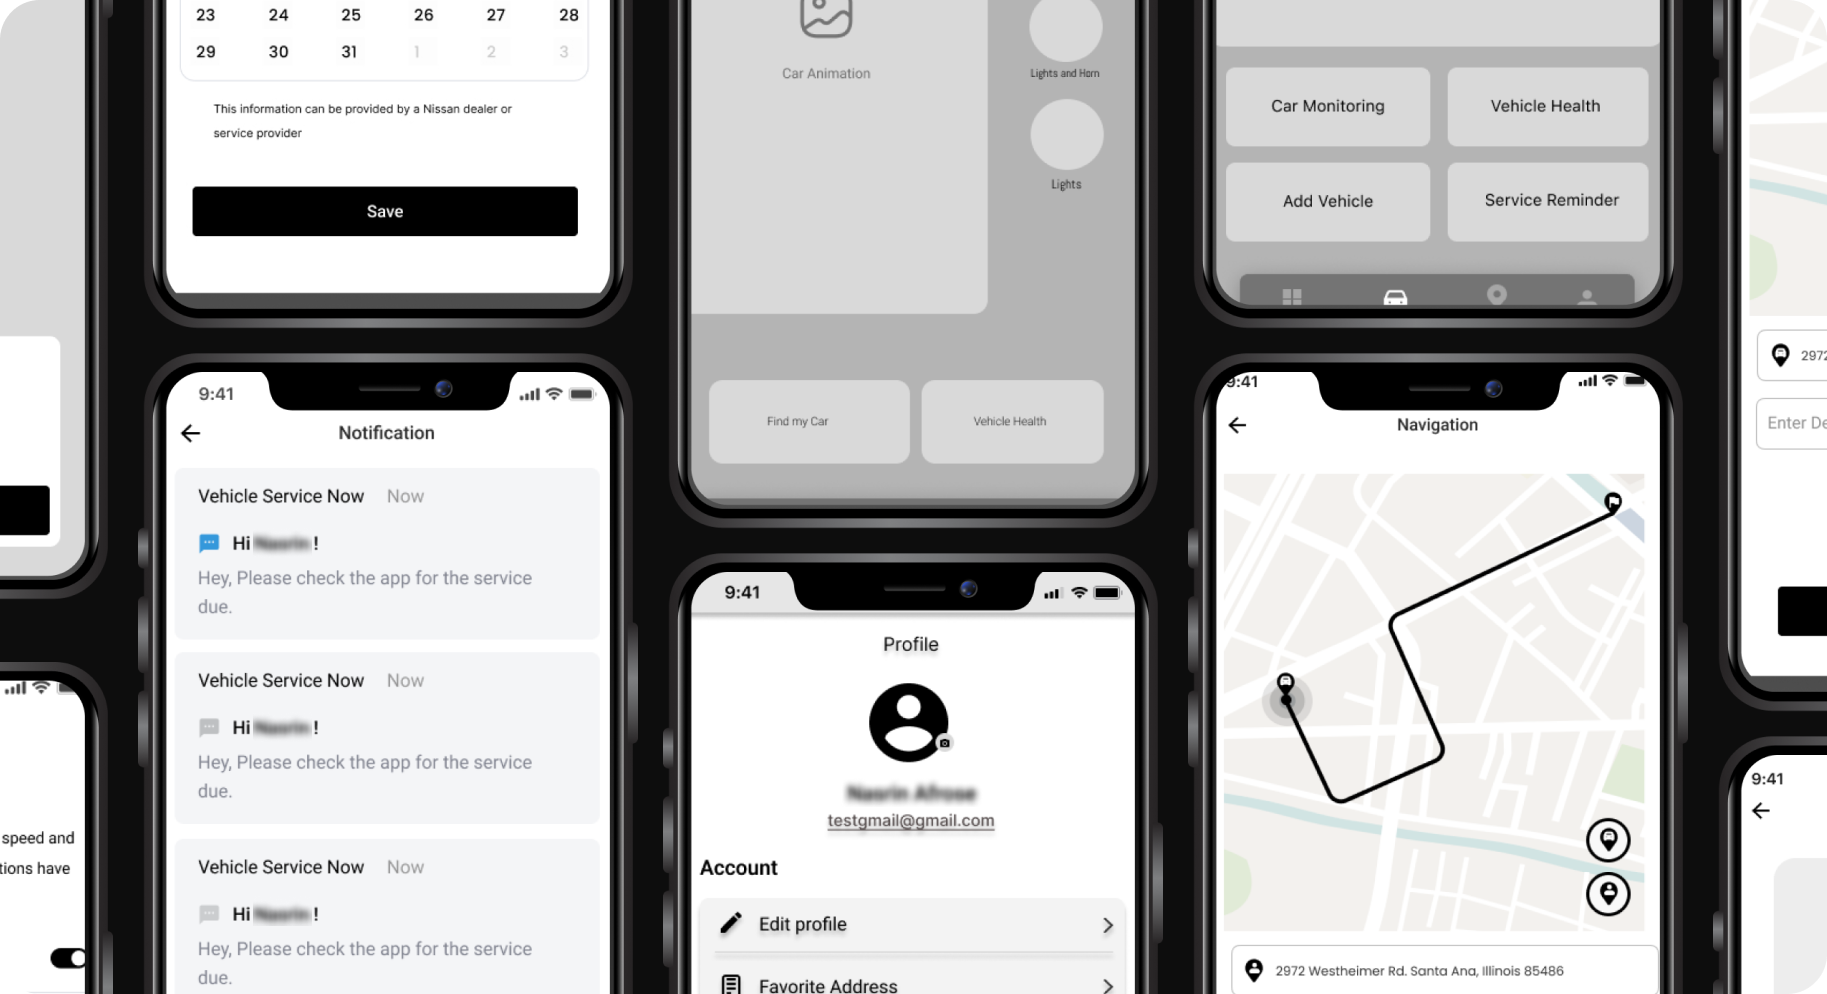 speed and
tions have
23 24 25 26 27 28
29 30 31 1 2 3
This information can be provided by a Nissan dealer or
service provider
Save
9:41
Notification
Vehicle Service Now Now
Hi !
Hey, Please check the app for the service
due.
Vehicle Service Now Now
Hi !
Hey, Please check the app for the service
due.
Vehicle Service Now Now
Hi !
Hey, Please check the app for the service
due.
Car Animation
Lights and Horn
Lights
Find my Car
Vehicle Health
9:41
Profile
testgmail@gmail.com
Account
Edit profile
Favorite Address
Car Monitoring
Vehicle Health
Add Vehicle
Service Reminder
9:41
Navigation
2972 Westheimer Rd. Santa Ana, Illinois 85486
2972
Enter De
9:41